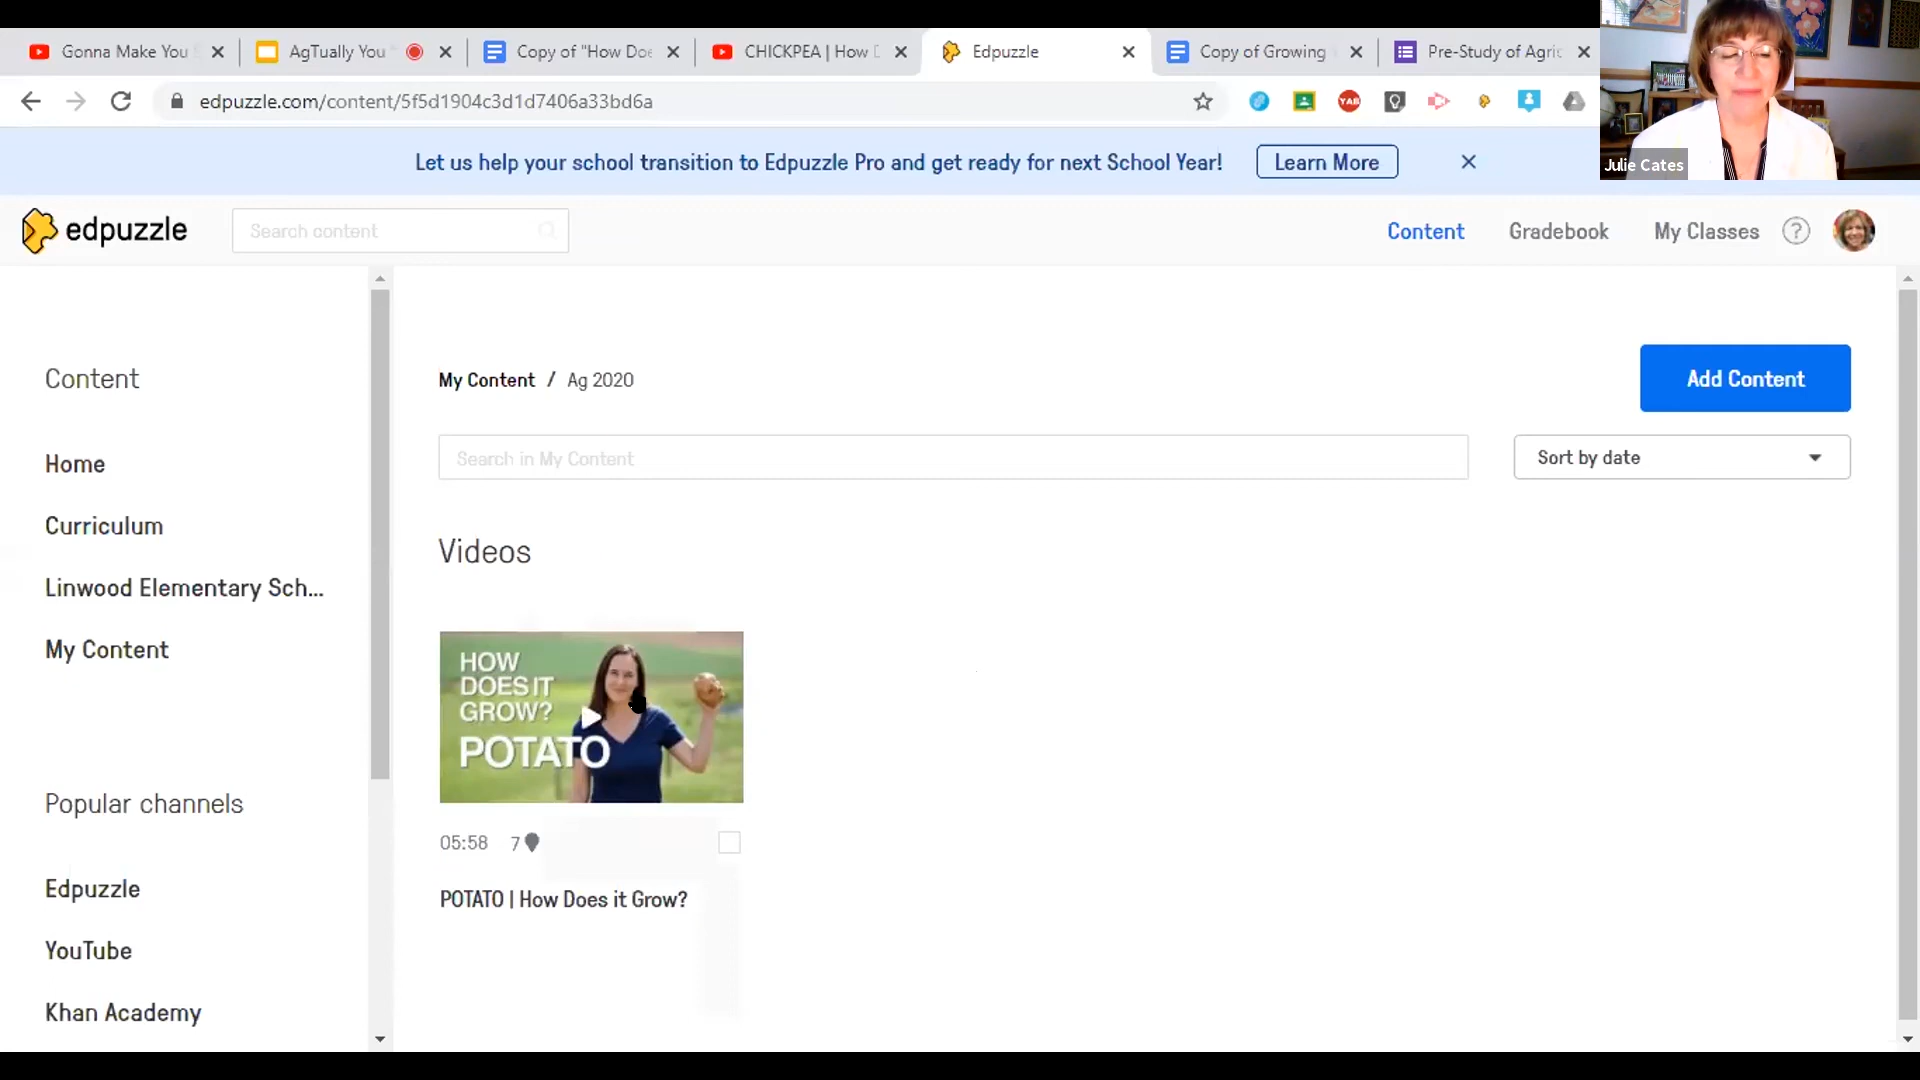 Gonna Make You
AgTually You
Copy of "How Doe
CHICKPEA | How D
Edpuzzle
Copy of Growing
Pre-Study of Agric
edpuzzle.com/content/5f5d1904c3d1d7406a33bd6a
YAB
Julie Cates
Let us help your school transition to Edpuzzle Pro and get ready for next School Year!
Learn More
edpuzzle
Search content
Content
Gradebook
My Classes
?
Content
Home
Curriculum
Linwood Elementary Sch...
My Content
Popular channels
Edpuzzle
YouTube
Khan Academy
My Content / Ag 2020
Add Content
Search in My Content
Sort by date
Videos
HOW
DOES IT
GROW?
POTATO
05:58 7
POTATO | How Does it Grow?